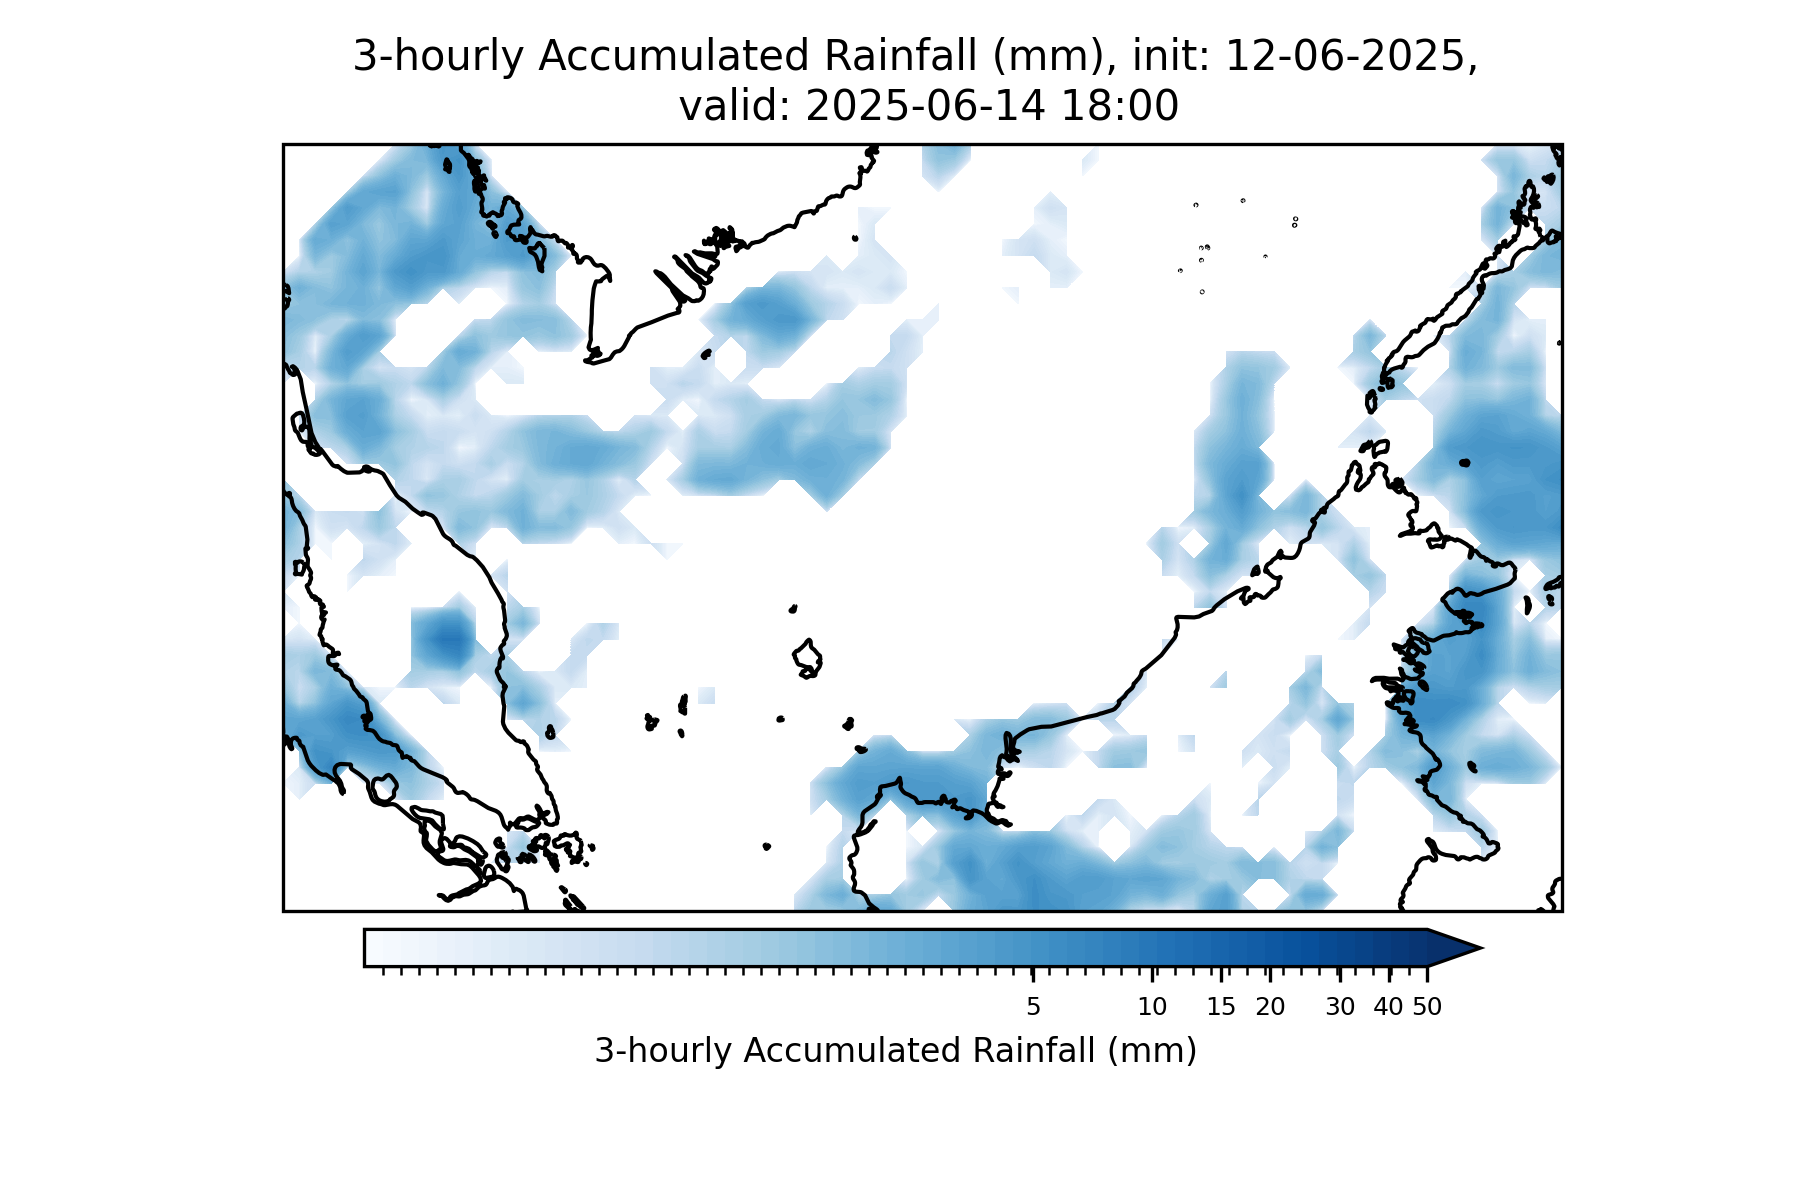 3-hourly Accumulated Rainfall (mm), init: 12-06-2025,
valid: 2025-06-14 18:00
5 10 15 20 30 40 50
3-hourly Accumulated Rainfall (mm)